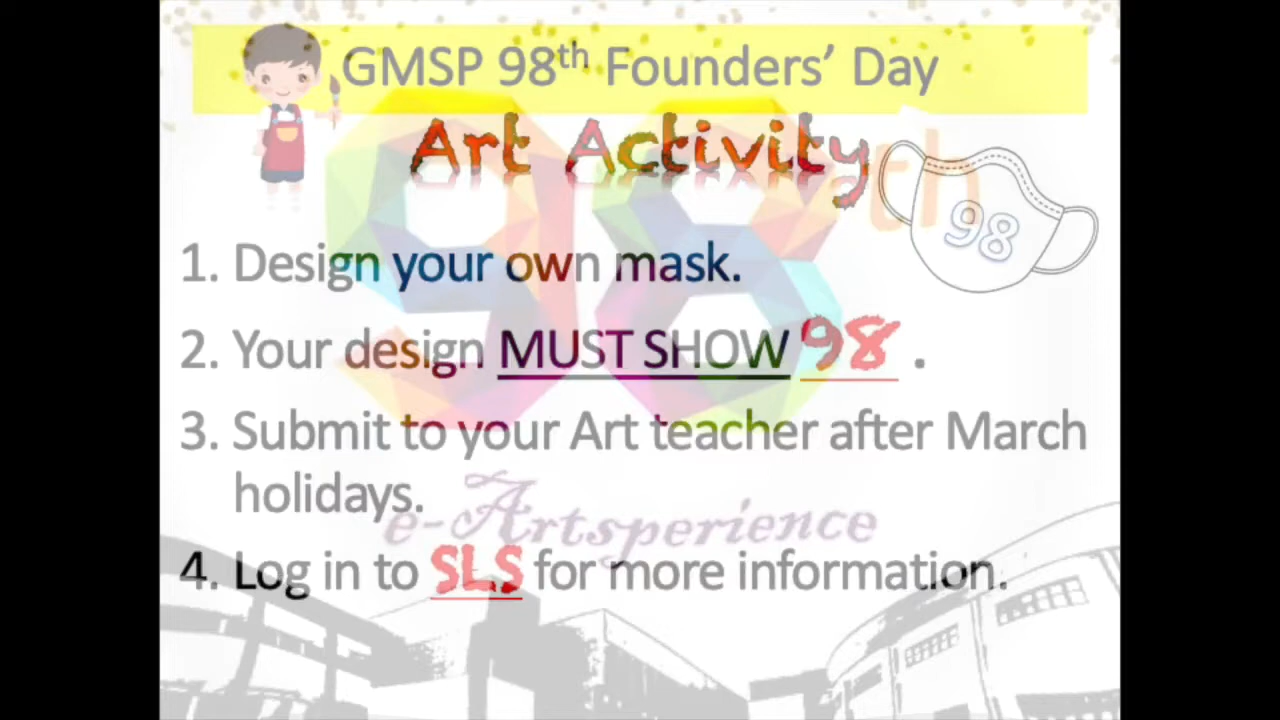 GMSP 98th Founders’ Day
Art Activity
98th
98
1. Design your own mask.
2. Your design MUST SHOW 98 .
3. Submit to your Art teacher after March
holidays.
e-Artsperience
4. Log in to SLS for more information.